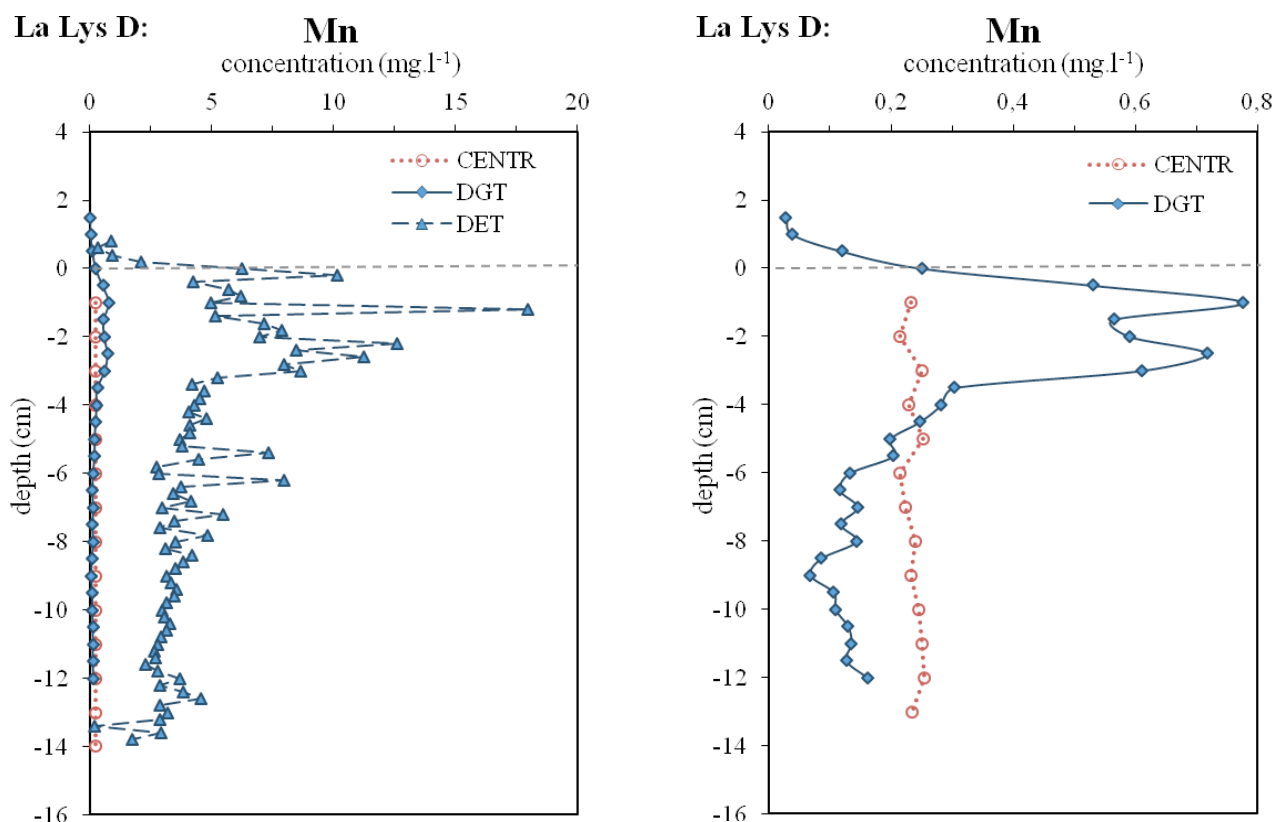 La Lys D: Mn
concentration (mg.l-1)
0 5 10 15 20
4
2
0
-2
-4
-6
-8
-10
-12
-14
-16
depth (cm)
CENTR
DGT
DET
La Lys D: Mn
concentration (mg.l-1)
0 0,2 0,4 0,6 0,8
4
2
0
-2
-4
-6
-8
-10
-12
-14
-16
depth (cm)
CENTR
DGT